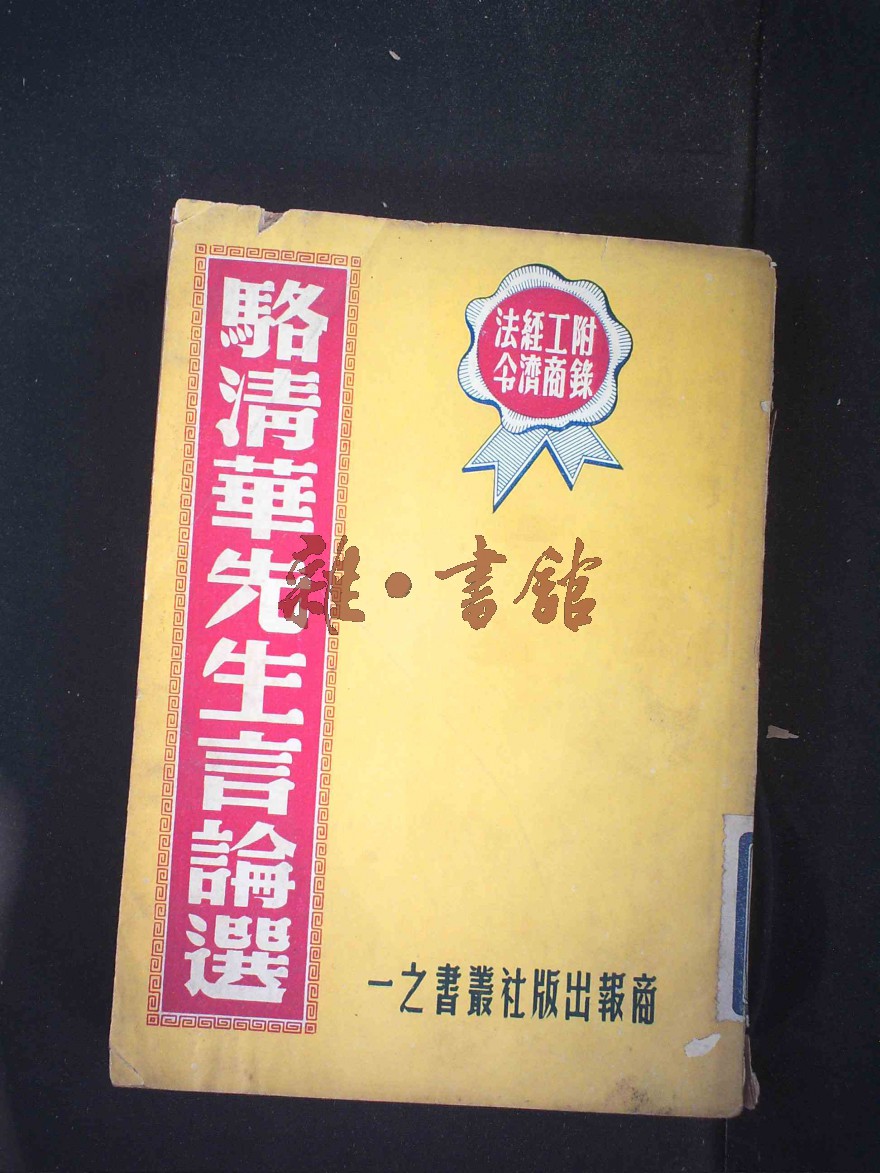 駱清華先生言論選
附錄
工商
經濟
法令
雜·書館
商報出版社叢書之一